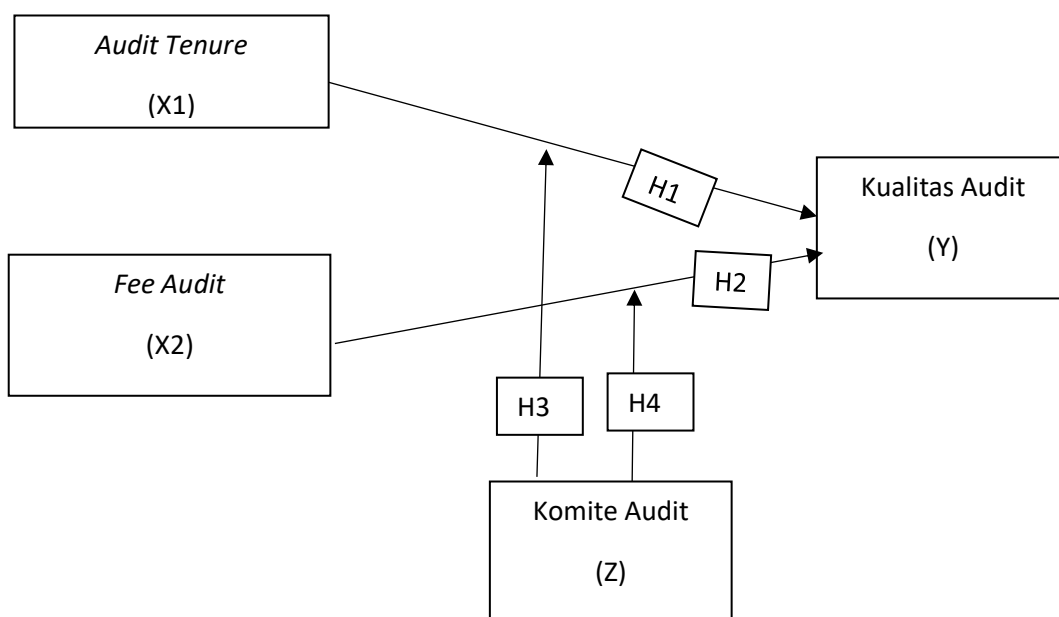 Audit Tenure
(X1)
H1
Kualitas Audit
(Y)
Fee Audit
(X2)
H2
H3
H4
Komite Audit
(Z)